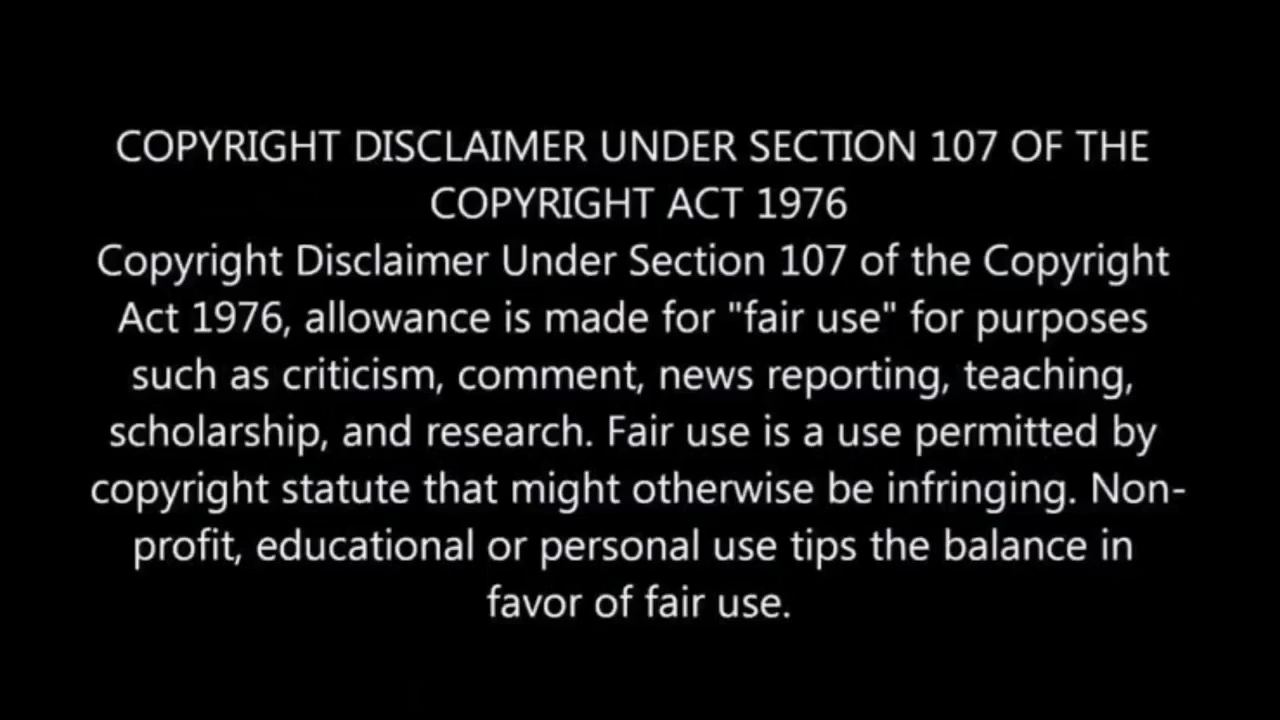 COPYRIGHT DISCLAIMER UNDER SECTION 107 OF THE
COPYRIGHT ACT 1976
Copyright Disclaimer Under Section 107 of the Copyright
Act 1976, allowance is made for "fair use" for purposes
such as criticism, comment, news reporting, teaching,
scholarship, and research. Fair use is a use permitted by
copyright statute that might otherwise be infringing. Non-
profit, educational or personal use tips the balance in
favor of fair use.